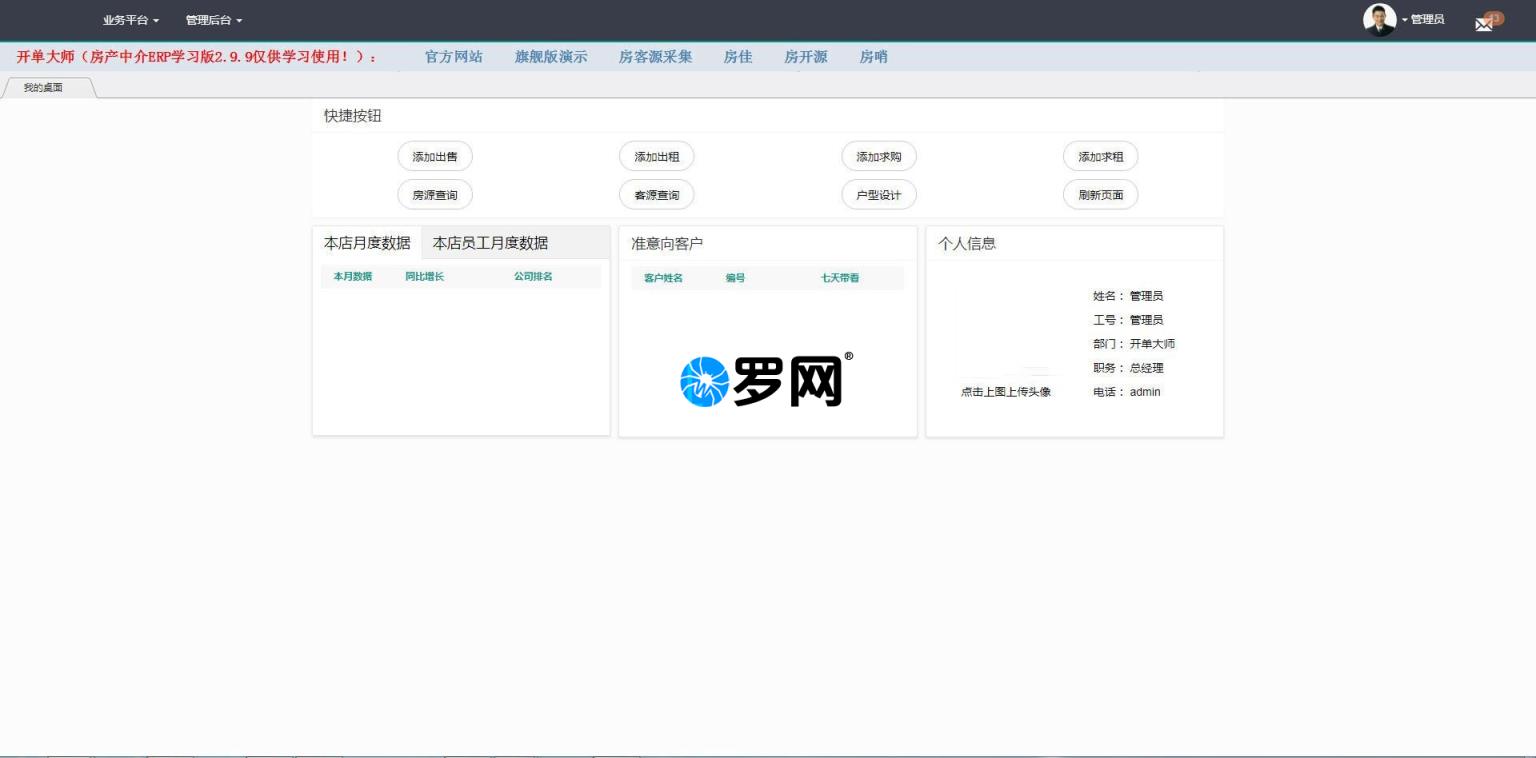 业务平台 管理后台 管理员
开单大师（房产中介ERP学习版2.9.9仅供学习使用！）： 官方网站 旗舰版演示 房客源采集 房佳 房开源 房哨
我的桌面
快捷按钮
添加出售 添加出租 添加求购 添加求租
房源查询 客源查询 户型设计 刷新页面
本店月度数据 本店员工月度数据
本月数据 同比增长 公司排名
准意向客户
客户姓名 编号 七天带看
罗网®
个人信息
点击上图上传头像
姓名： 管理员
工号： 管理员
部门： 开单大师
职务： 总经理
电话： admin